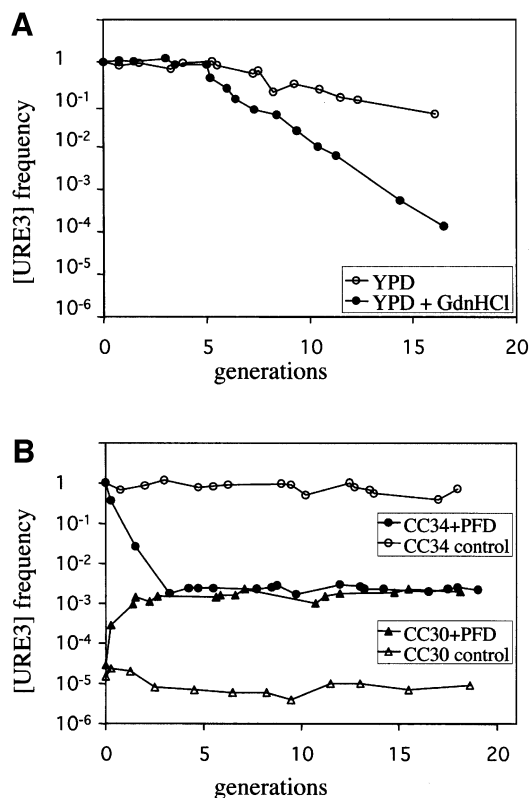 A
[URE3] frequency
1
10-1
10-2
10-3
10-4
10-5
10-6
YPD
YPD + GdnHCl
0 5 10 15 20
generations
B
[URE3] frequency
1
10-1
10-2
10-3
10-4
10-5
10-6
CC34+PFD
CC34 control
CC30+PFD
CC30 control
0 5 10 15 20
generations